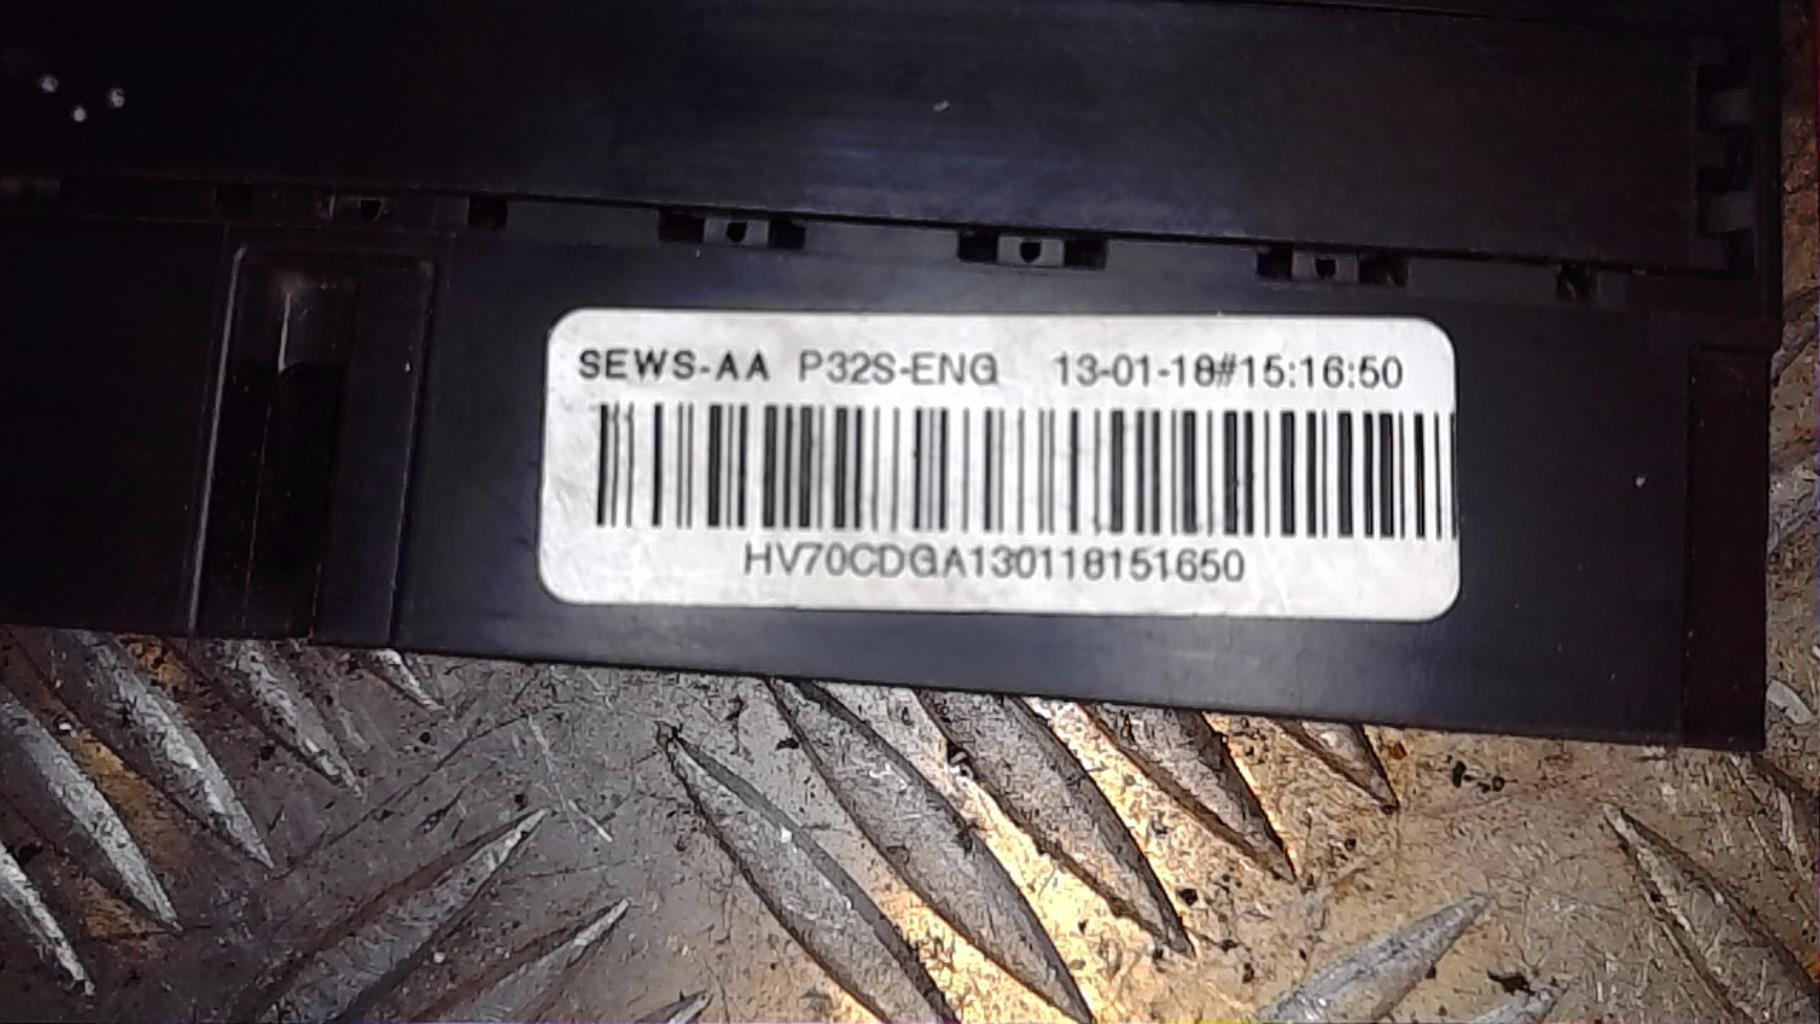 SEWS-AA P32S-ENG 13-01-18#15:16:50
HV70CDGA130118151650